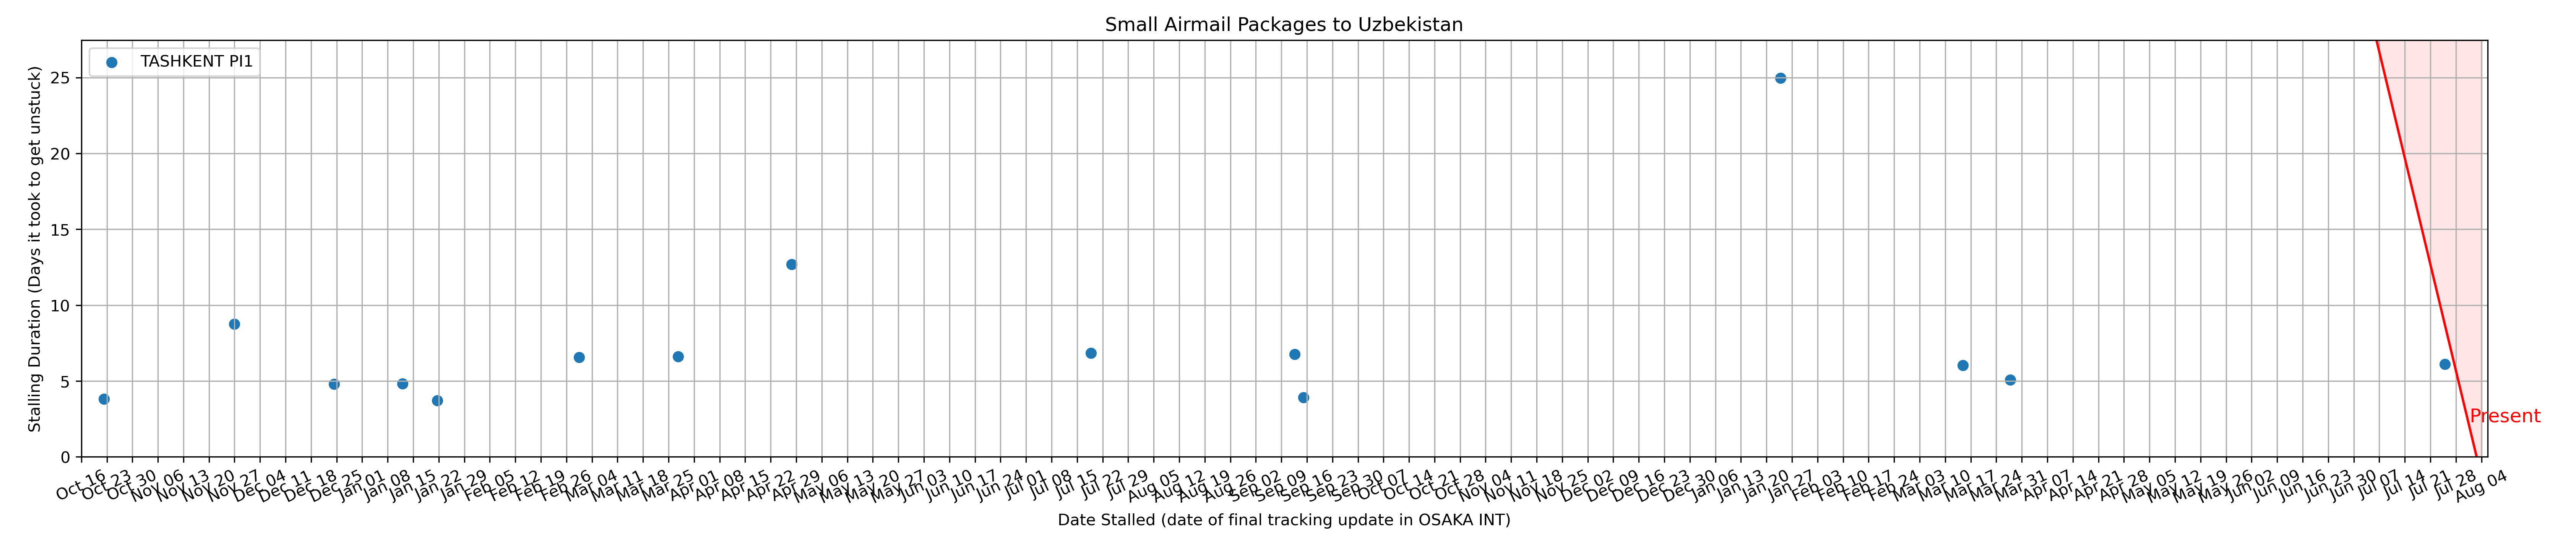 Small Airmail Packages to Uzbekistan
TASHKENT PI1
Stalling Duration (Days it took to get unstuck)
25
20
15
10
5
0
Present
Oct 16
Oct 23
Oct 30
Nov 06
Nov 13
Nov 20
Nov 27
Dec 04
Dec 11
Dec 18
Dec 25
Jan 01
Jan 08
Jan 15
Jan 22
Jan 29
Feb 05
Feb 12
Feb 19
Feb 26
Mar 04
Mar 11
Mar 18
Mar 25
Apr 01
Apr 08
Apr 15
Apr 22
Apr 29
May 06
May 13
May 20
May 27
Jun 03
Jun 10
Jun 17
Jun 24
Jul 01
Jul 08
Jul 15
Jul 22
Jul 29
Aug 05
Aug 12
Aug 19
Aug 26
Sep 02
Sep 09
Sep 16
Sep 23
Sep 30
Oct 07
Oct 14
Oct 21
Oct 28
Nov 04
Nov 11
Nov 18
Nov 25
Dec 02
Dec 09
Dec 16
Dec 23
Dec 30
Jan 06
Jan 13
Jan 20
Jan 27
Feb 03
Feb 10
Feb 17
Feb 24
Mar 03
Mar 10
Mar 17
Mar 24
Mar 31
Apr 07
Apr 14
Apr 21
Apr 28
May 05
May 12
May 19
May 26
Jun 02
Jun 09
Jun 16
Jun 23
Jun 30
Jul 07
Jul 14
Jul 21
Jul 28
Aug 04
Date Stalled (date of final tracking update in OSAKA INT)